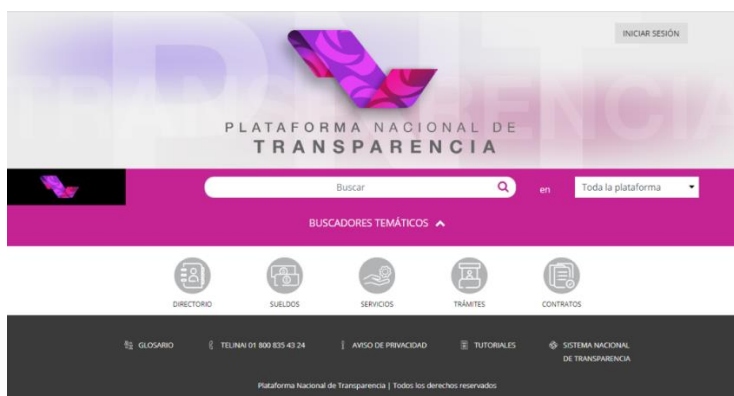 INICIAR SESIÓN
PNT
TRANSPARENCIA
PLATAFORMA NACIONAL DE
TRANSPARENCIA
Buscar
en
Toda la plataforma
BUSCADORES TEMÁTICOS
DIRECTORIO
SUELDOS
SERVICIOS
TRÁMITES
CONTRATOS
GLOSARIO
TELINAI 01 800 835 43 24
AVISO DE PRIVACIDAD
TUTORIALES
SISTEMA NACIONAL
DE TRANSPARENCIA
Plataforma Nacional de Transparencia | Todos los derechos reservados